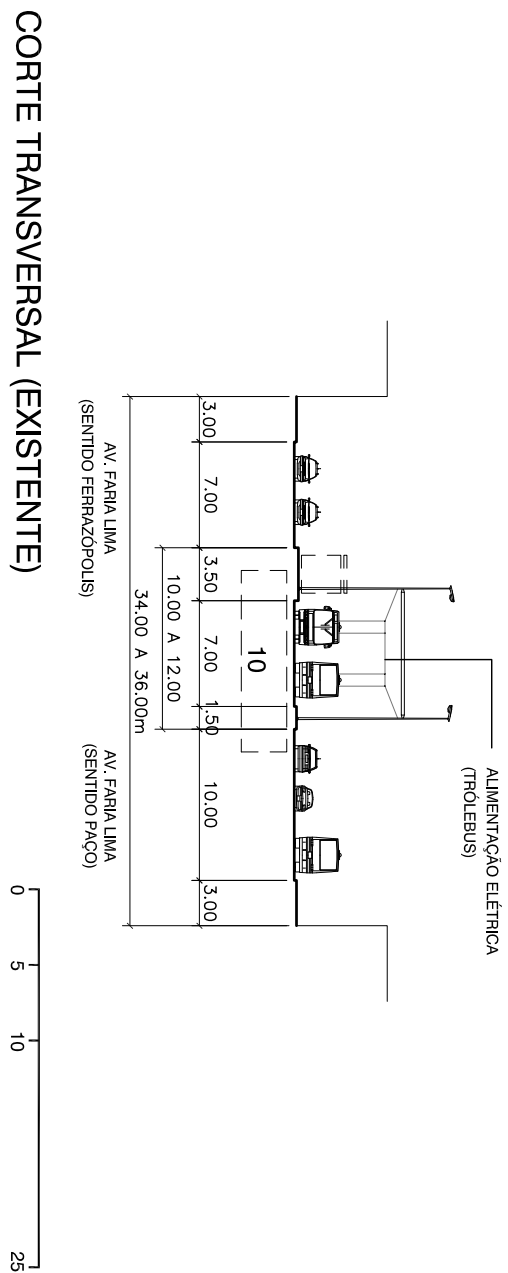 ALIMENTAÇÃO ELÉTRICA
(TRÓLEBUS)
10
3.00
7.00
3.50
7.00
1.50
10.00
3.00
10.00 A 12.00
34.00 A 36.00m
AV. FARIA LIMA
(SENTIDO FERRAZÓPOLIS)
AV. FARIA LIMA
(SENTIDO PAÇO)
CORTE TRANSVERSAL (EXISTENTE)
0 5 10 25